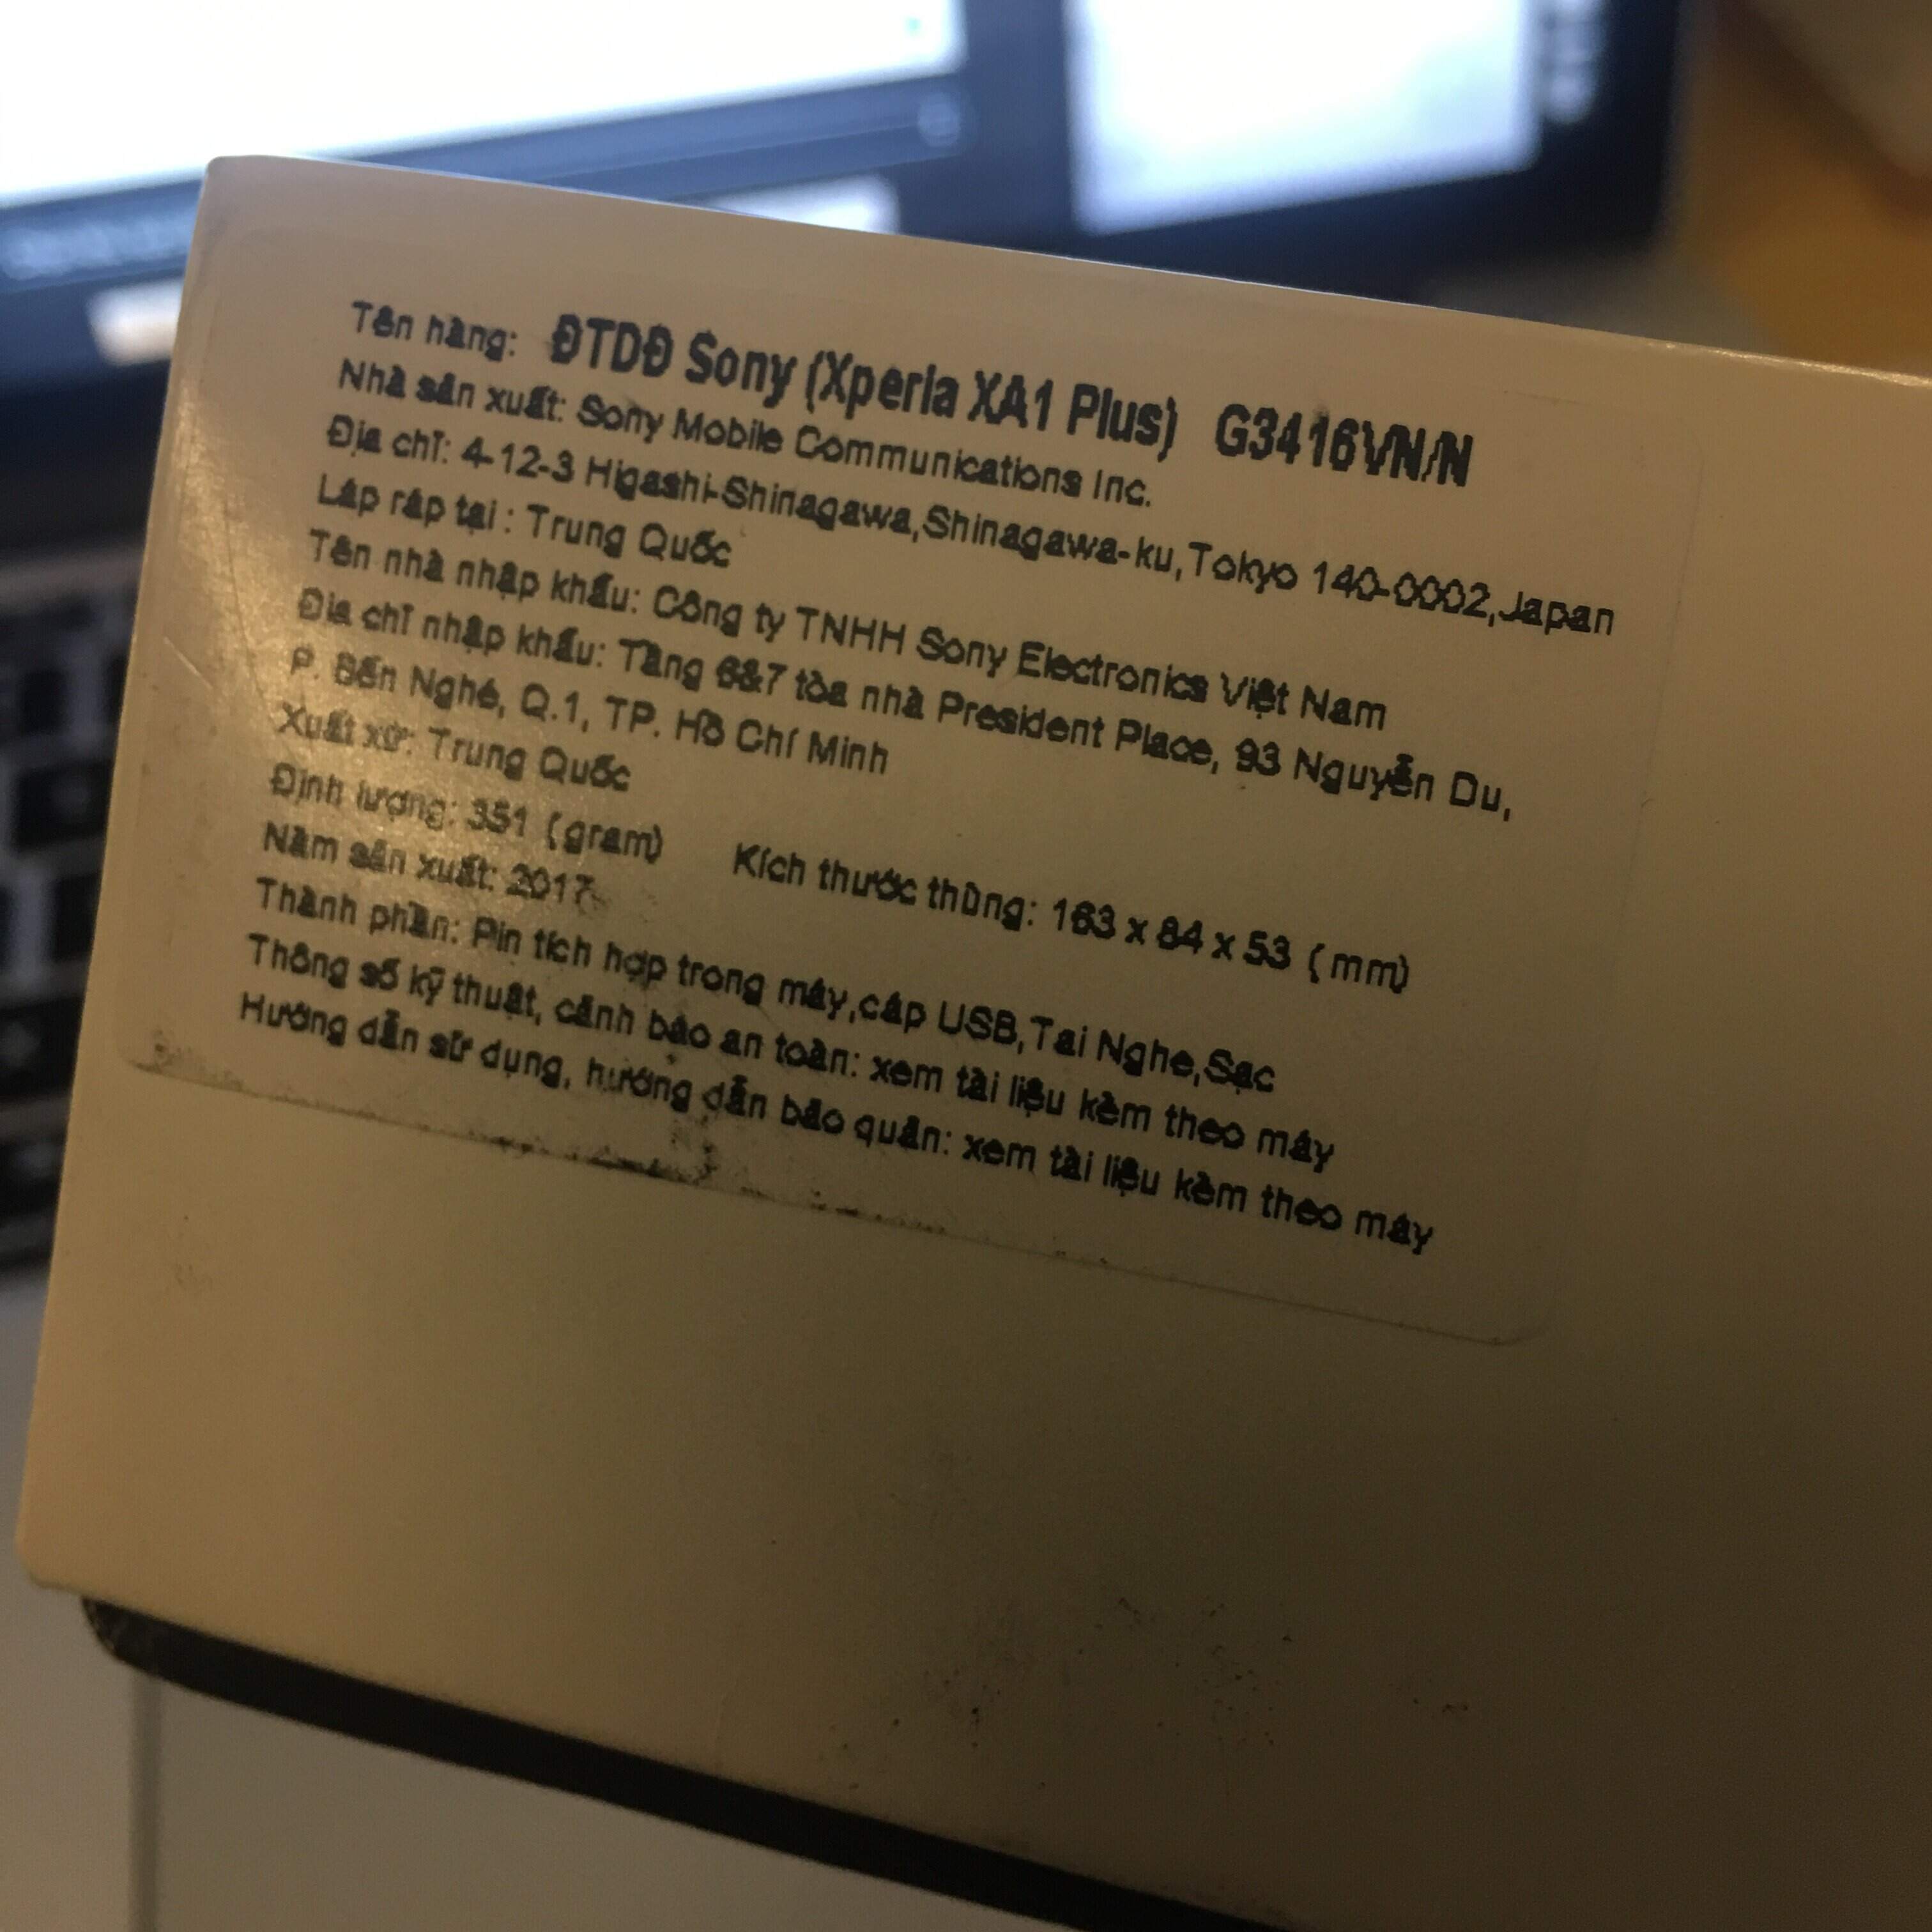 Tên hàng: ĐTDĐ Sony (Xperia XA1 Plus) G3416VN/N
Nhà sản xuất: Sony Mobile Communications Inc.
Địa chỉ: 4-12-3 Higashi-Shinagawa,Shinagawa-ku,Tokyo 140-0002,Japan
Lắp ráp tại : Trung Quốc
Tên nhà nhập khẩu: Công ty TNHH Sony Electronics Việt Nam
Địa chỉ nhập khẩu: Tầng 6&7 tòa nhà President Place, 93 Nguyễn Du,
P. Bến Nghé, Q.1, TP. Hồ Chí Minh
Xuất xứ: Trung Quốc
Định lượng: 351 (gram) Kích thước thùng: 163 x 84 x 53 ( mm)
Năm sản xuất: 2017
Thành phần: Pin tích hợp trong máy,cáp USB,Tai Nghe,Sạc
Thông số kỹ thuật, cảnh báo an toàn: xem tài liệu kèm theo máy
Hướng dẫn sử dụng, hướng dẫn bảo quản: xem tài liệu kèm theo máy